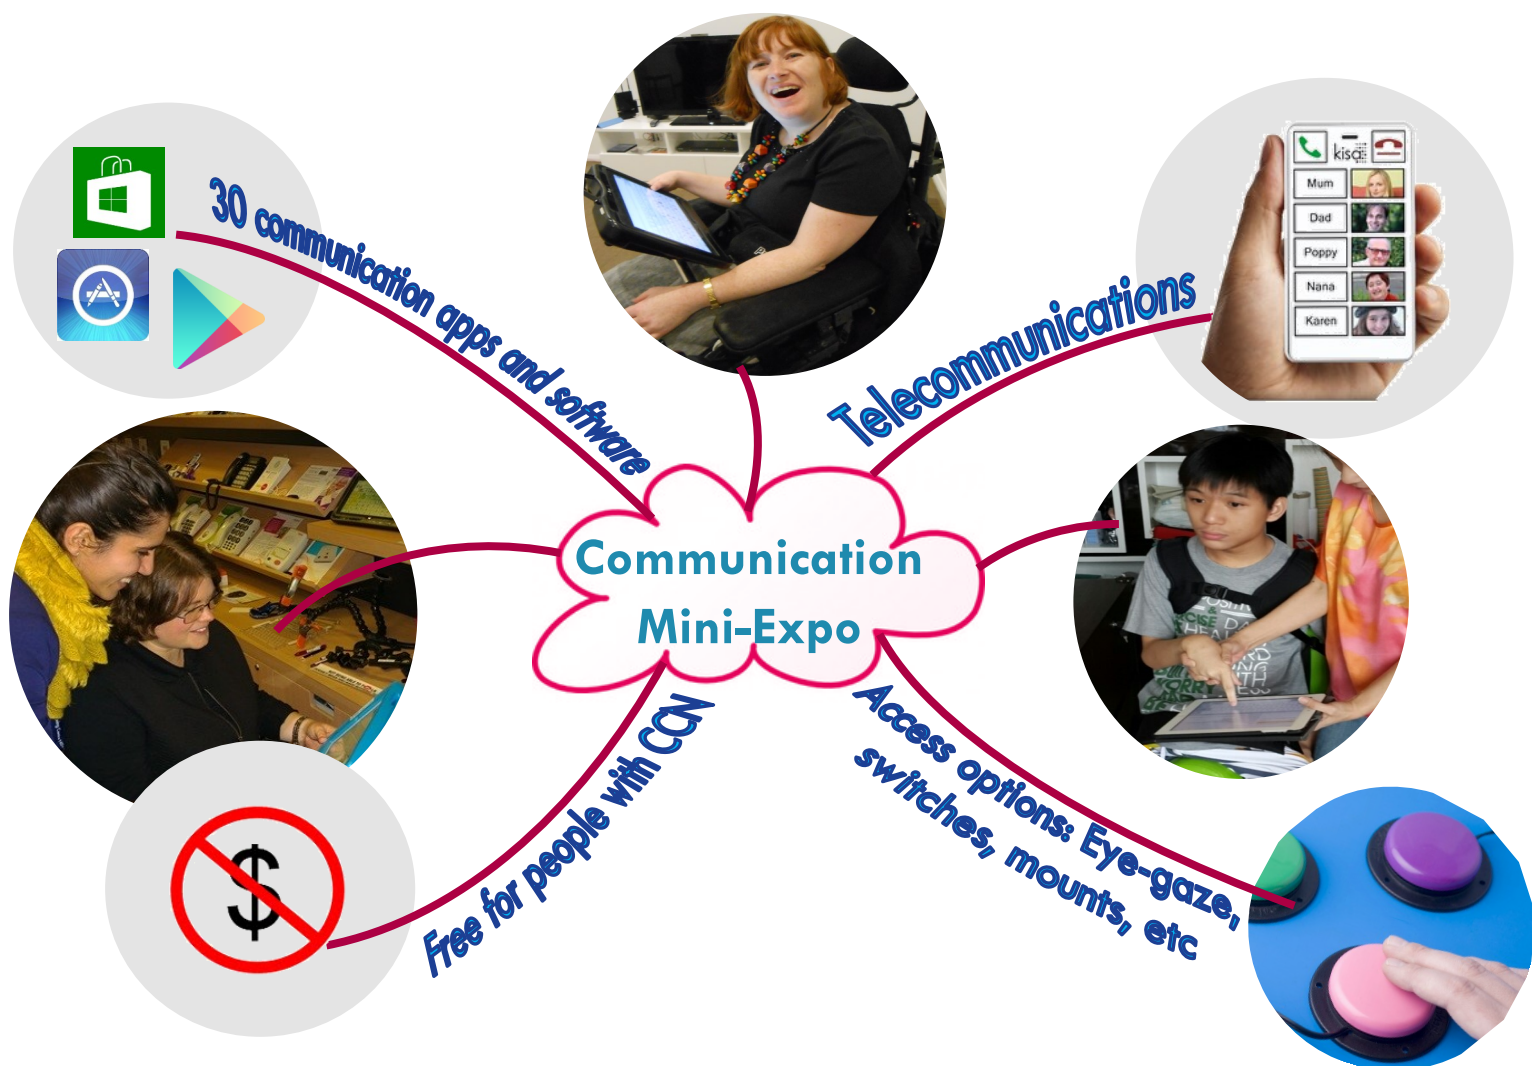 30 communication apps and software
Telecommunications
kisa
Mum
Dad
Poppy
Nana
Karen
Communication
Mini-Expo
Free for people with CCN
Access options: Eye-gaze,
switches, mounts, etc
$